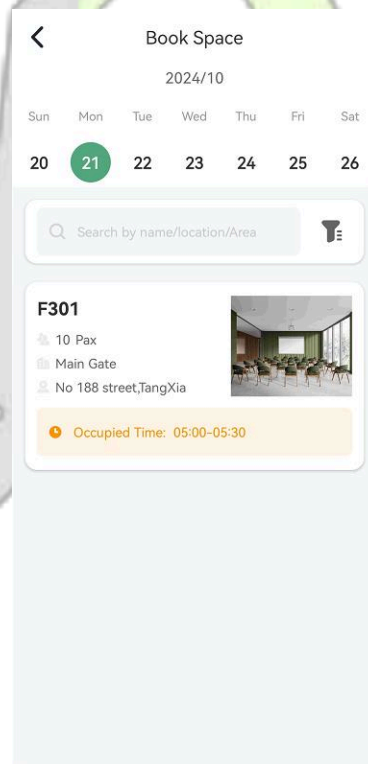 Book Space
2024/10
Sun Mon Tue Wed Thu Fri Sat
20 21 22 23 24 25 26
Search by name/location/Area
F301
10 Pax
Main Gate
No 188 street,TangXia
Occupied Time: 05:00-05:30